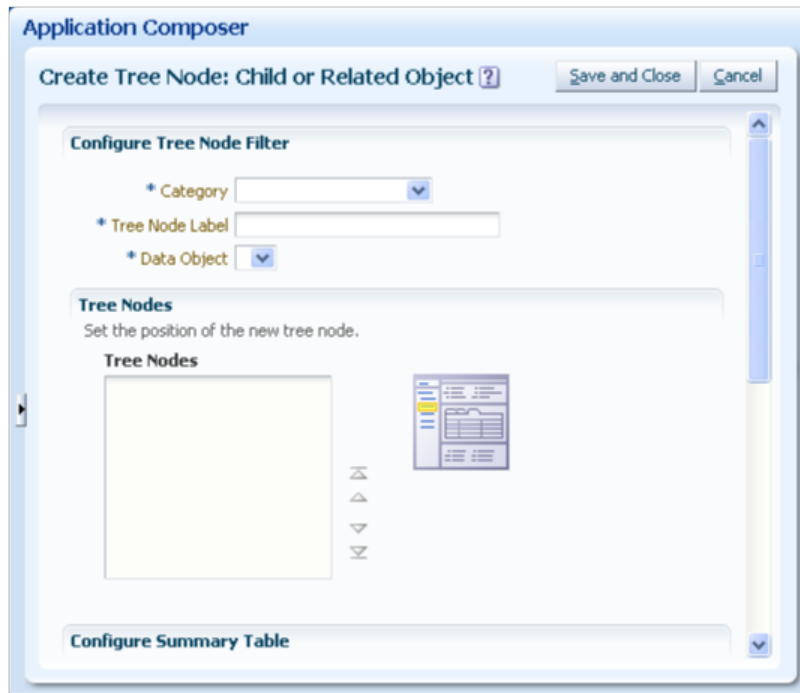 Application Composer
Create Tree Node: Child or Related Object ? Save and Close Cancel
Configure Tree Node Filter
* Category
* Tree Node Label
* Data Object
Tree Nodes
Set the position of the new tree node.
Tree Nodes
Configure Summary Table